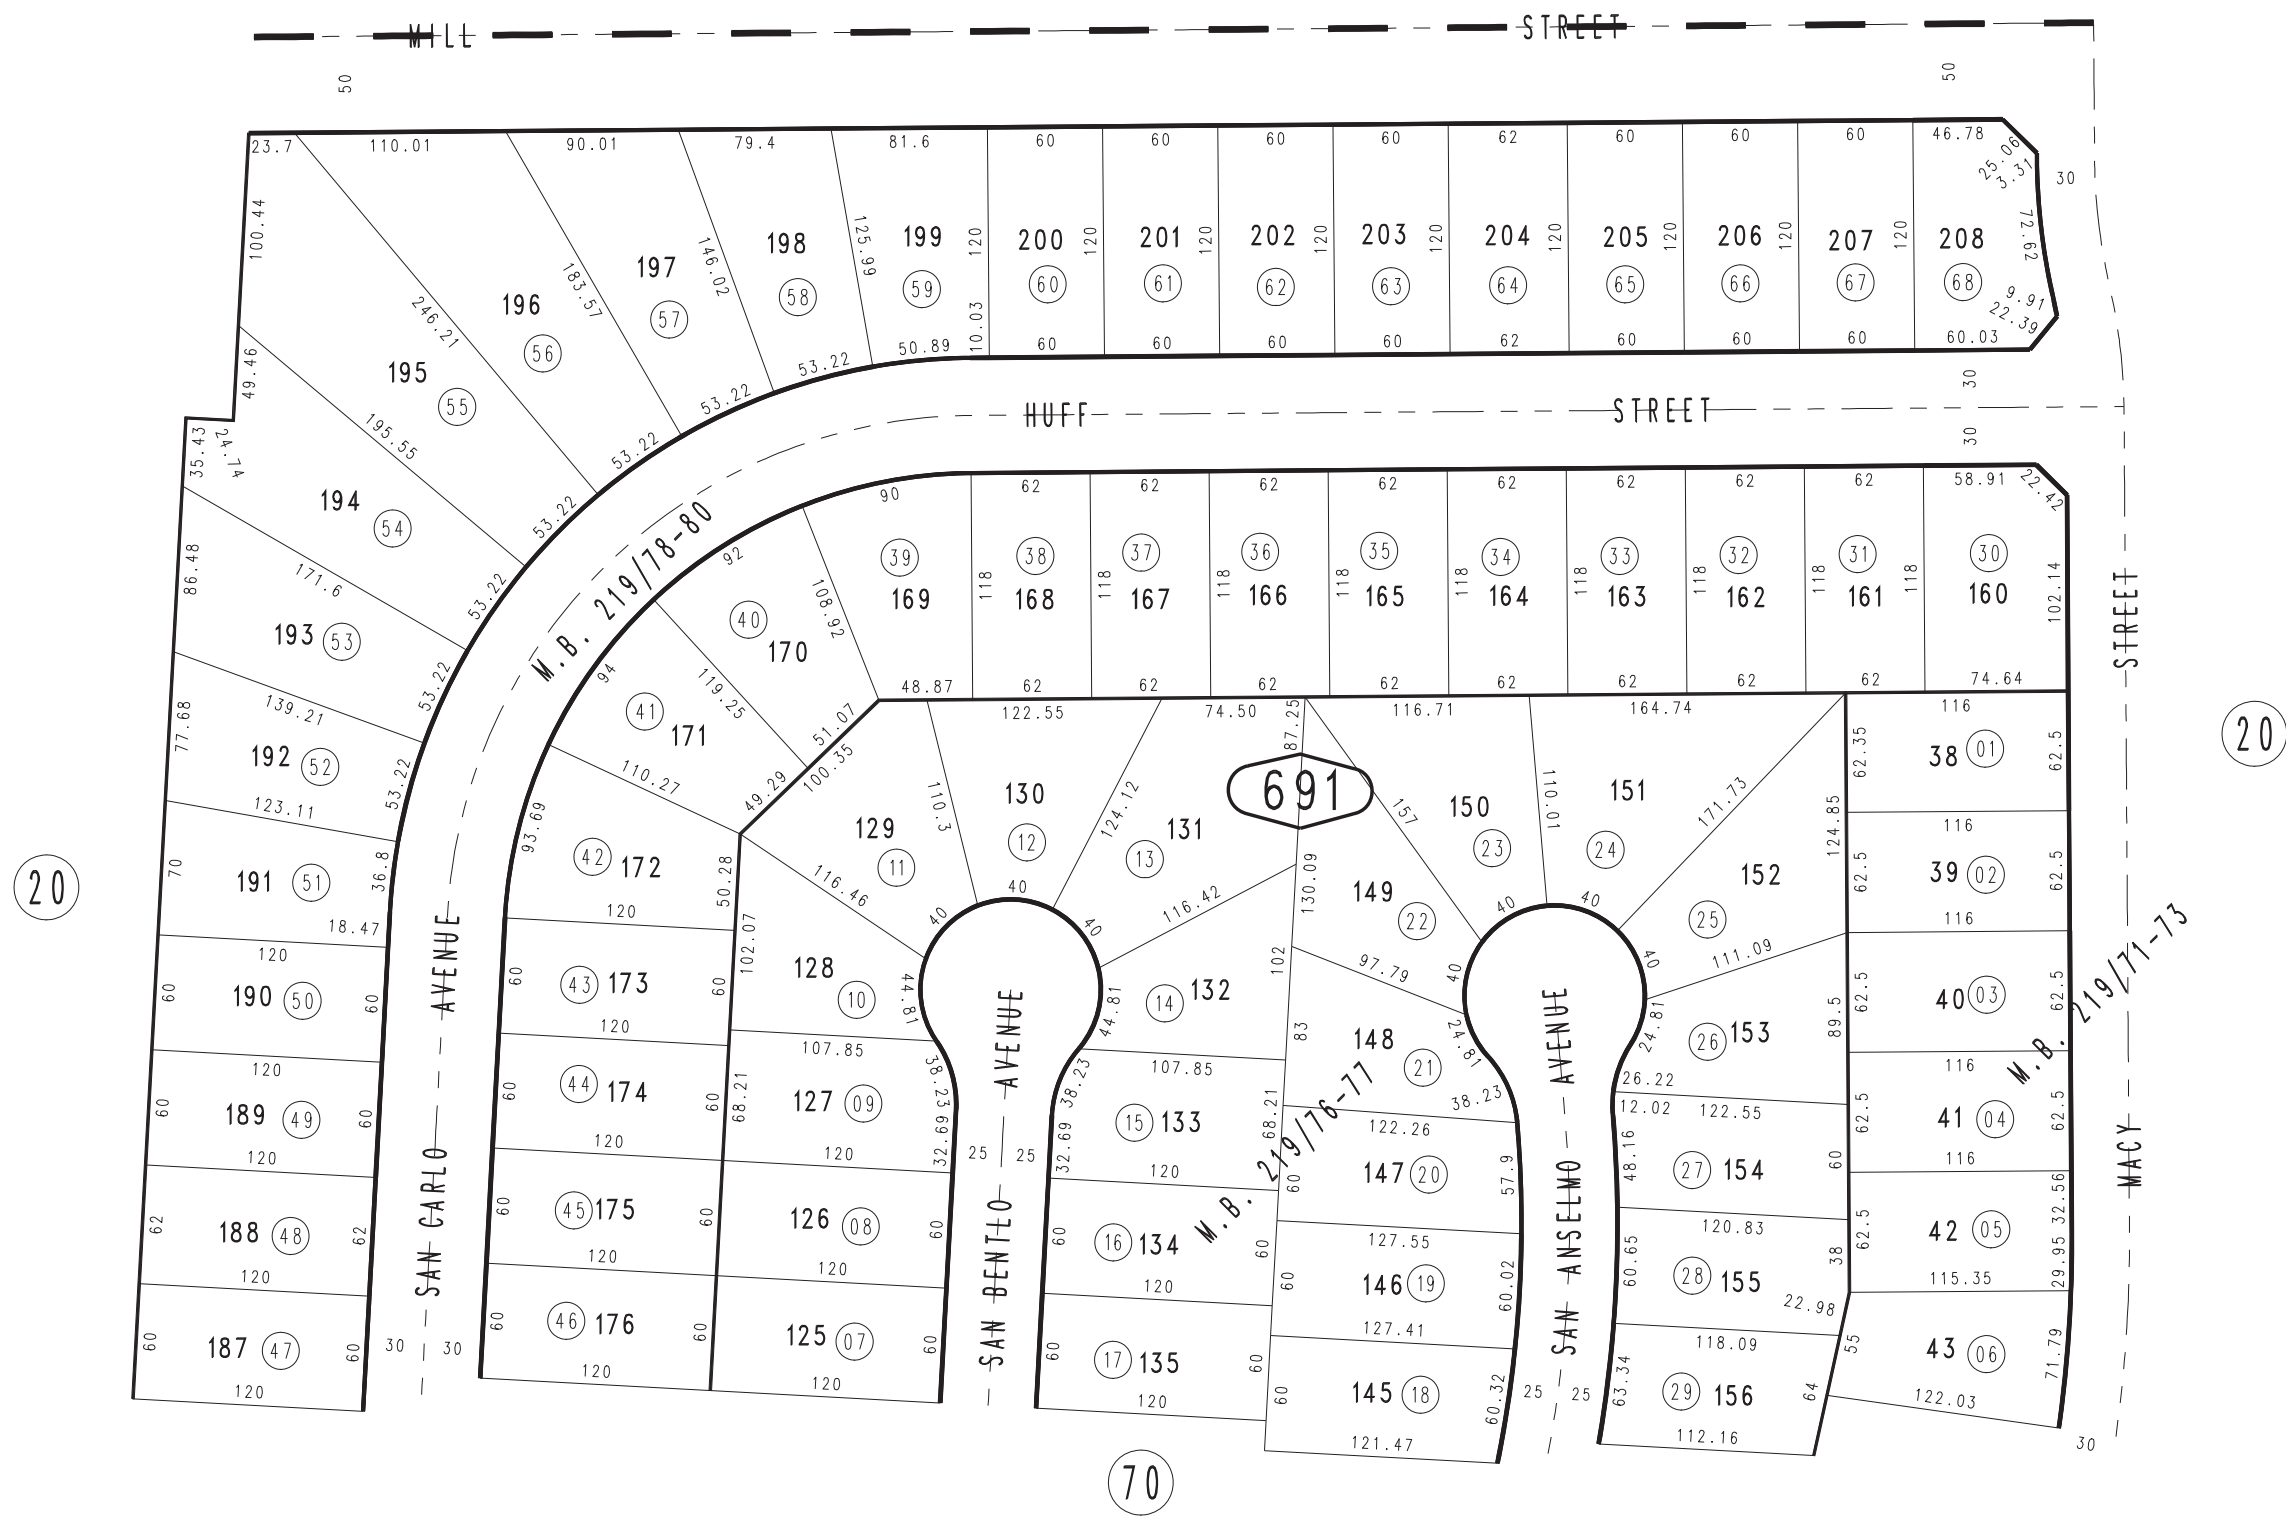 MILL STREET
50 50
23.7 110.01 90.01 79.4 81.6 60 60 60 60 62 60 60 60 46.78
25.06
3.31
30
100.44 246.21 183.57 146.02 125.99 120 120 120 120 120 120 120 120 120 72.62
195 196 197 198 199 200 201 202 203 204 205 206 207 208
55 56 57 58 59 60 61 62 63 64 65 66 67 68
9.91
22.39
10.03
53.22 53.22 53.22 53.22 50.89 60 60 60 60 62 60 60 60 60.03
49.46
195.55
35.43
24.74
30
HUFF STREET
30
194 54
53.22
171.6
86.48
193 53
53.22
139.21
77.68
192 52
53.22
123.11
53.22
70
191 51
36.8
18.47
120
60 190 50 60
120
60 189 49 60
120
62 188 48 62
120
60 187 47 60
120
M.B. 219/78-80
SAN CARLO AVENUE
30 30
90 62 62 62 62 62 62 62 62 58.91
22.42
39 38 37 36 35 34 33 32 31 30
169 168 167 166 165 164 163 162 161 160
118 118 118 118 118 118 118 118 118 102.14
48.87 62 62 62 62 62 62 62 62 74.64
92
40
170
108.92
51.07
94
119.25
41
171
49.29
100.35
110.27
93.69
42 172
50.28
120
60 43 173 60
102.07
120
60 44 174 60
68.21
120
60 45 175 60
120
60 46 176 60
120
122.55 74.50 116.71 164.74
87.25
691
129 11
110.3
130 12
124.12
131 13
116.46
116.42
130.09
40 40 40
128 10
44.81
132 14
44.81
102
107.85
38.23
127 09
32.69
120
126 08 60
120
125 07 60
120
SAN BENTLO AVENUE
25 25
107.85
38.23
15 133
32.69
68.21
120
60 16 134 60
120
60 17 135 60
120
M.B. 219/76-77
157
150 23
110.01
151 24
171.73
149 22
97.79
40 40 40 40
152 25
124.85
111.09
83
148 21
24.81
38.23
122.26
60 147 20 57.9
127.55
60 146 19 60.02
127.41
60 145 18 60.32
121.47
SAN ANSELMO AVENUE
25 25
24.81
26 153
89.5
26.22
12.02 122.55
48.16 27 154 60
120.83
60.65 28 155 38
22.98
118.09
63.34 29 156 64
112.16
116
62.35 38 01 62.5
116
62.5 39 02 62.5
116
62.5 40 03 62.5
116
62.5 41 04 62.5
116
62.5 42 05 32.56
29.95
115.35
55 43 06 71.79
122.03
30
M.B. 219/71-73
MACY STREET
20
20
70